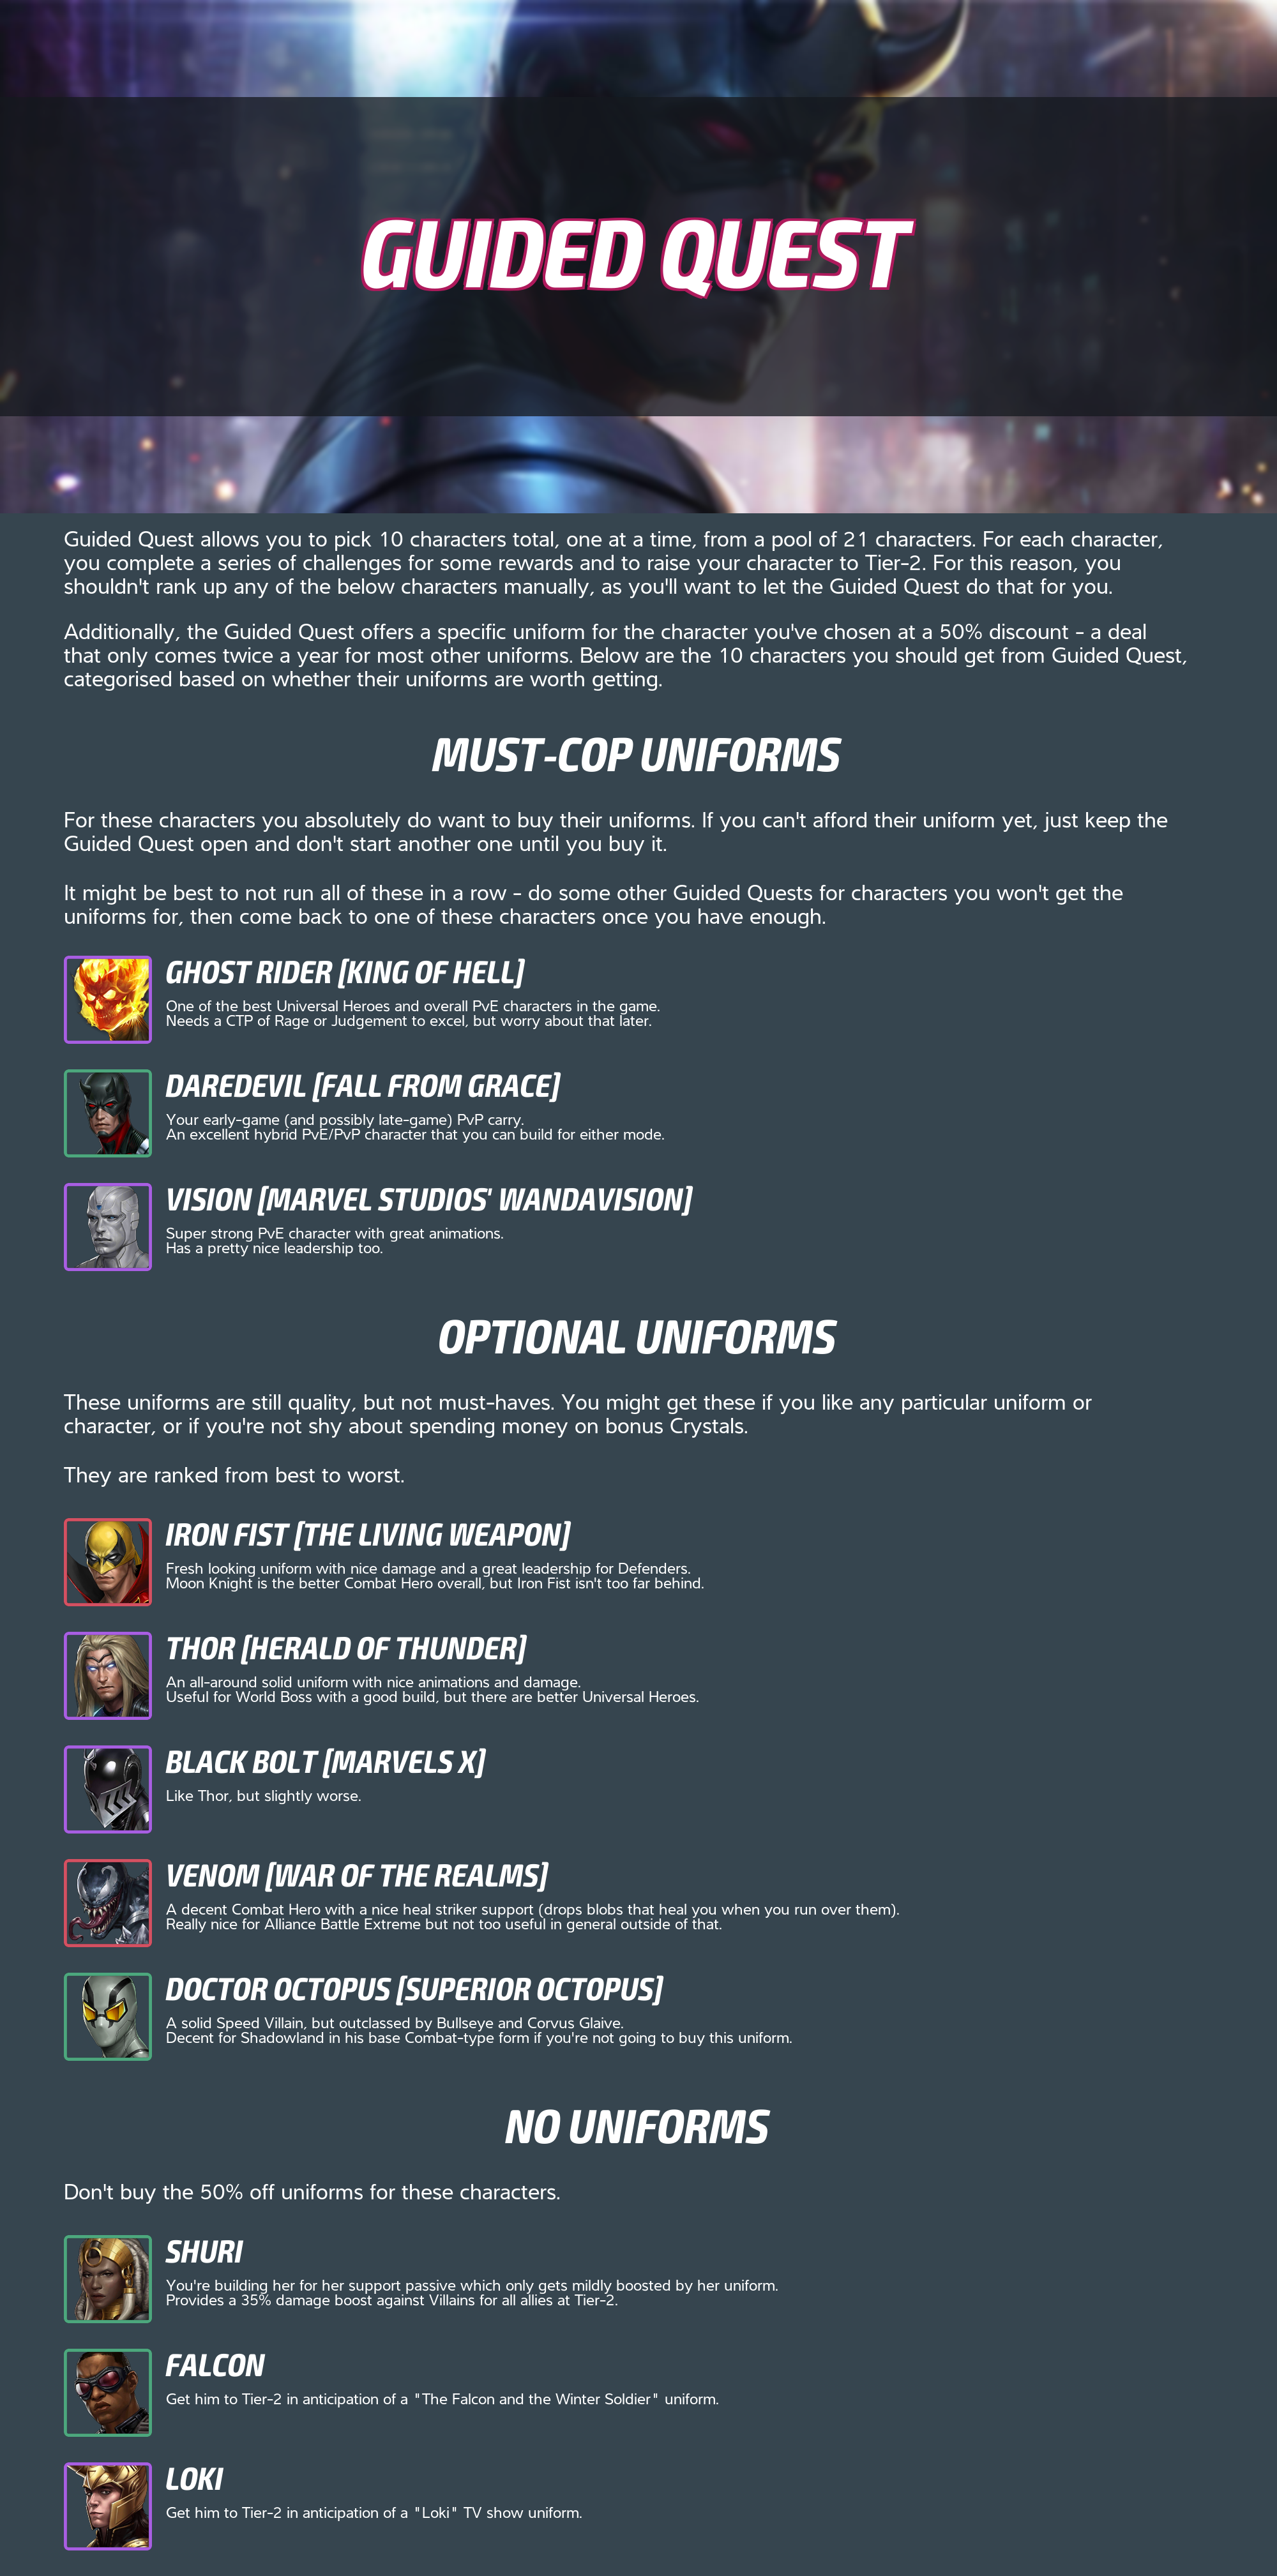 GUIDED QUEST
Guided Quest allows you to pick 10 characters total, one at a time, from a pool of 21 characters. For each character,
you complete a series of challenges for some rewards and to raise your character to Tier-2. For this reason, you
shouldn't rank up any of the below characters manually, as you'll want to let the Guided Quest do that for you.
Additionally, the Guided Quest offers a specific uniform for the character you've chosen at a 50% discount - a deal
that only comes twice a year for most other uniforms. Below are the 10 characters you should get from Guided Quest,
categorised based on whether their uniforms are worth getting.
MUST-COP UNIFORMS
For these characters you absolutely do want to buy their uniforms. If you can't afford their uniform yet, just keep the
Guided Quest open and don't start another one until you buy it.
It might be best to not run all of these in a row - do some other Guided Quests for characters you won't get the
uniforms for, then come back to one of these characters once you have enough.
GHOST RIDER [KING OF HELL]
One of the best Universal Heroes and overall PvE characters in the game.
Needs a CTP of Rage or Judgement to excel, but worry about that later.
DAREDEVIL [FALL FROM GRACE]
Your early-game (and possibly late-game) PvP carry.
An excellent hybrid PvE/PvP character that you can build for either mode.
VISION [MARVEL STUDIOS' WANDAVISION]
Super strong PvE character with great animations.
Has a pretty nice leadership too.
OPTIONAL UNIFORMS
These uniforms are still quality, but not must-haves. You might get these if you like any particular uniform or
character, or if you're not shy about spending money on bonus Crystals.
They are ranked from best to worst.
IRON FIST [THE LIVING WEAPON]
Fresh looking uniform with nice damage and a great leadership for Defenders.
Moon Knight is the better Combat Hero overall, but Iron Fist isn't too far behind.
THOR [HERALD OF THUNDER]
An all-around solid uniform with nice animations and damage.
Useful for World Boss with a good build, but there are better Universal Heroes.
BLACK BOLT [MARVELS X]
Like Thor, but slightly worse.
VENOM [WAR OF THE REALMS]
A decent Combat Hero with a nice heal striker support (drops blobs that heal you when you run over them).
Really nice for Alliance Battle Extreme but not too useful in general outside of that.
DOCTOR OCTOPUS [SUPERIOR OCTOPUS]
A solid Speed Villain, but outclassed by Bullseye and Corvus Glaive.
Decent for Shadowland in his base Combat-type form if you're not going to buy this uniform.
NO UNIFORMS
Don't buy the 50% off uniforms for these characters.
SHURI
You're building her for her support passive which only gets mildly boosted by her uniform.
Provides a 35% damage boost against Villains for all allies at Tier-2.
FALCON
Get him to Tier-2 in anticipation of a "The Falcon and the Winter Soldier" uniform.
LOKI
Get him to Tier-2 in anticipation of a "Loki" TV show uniform.